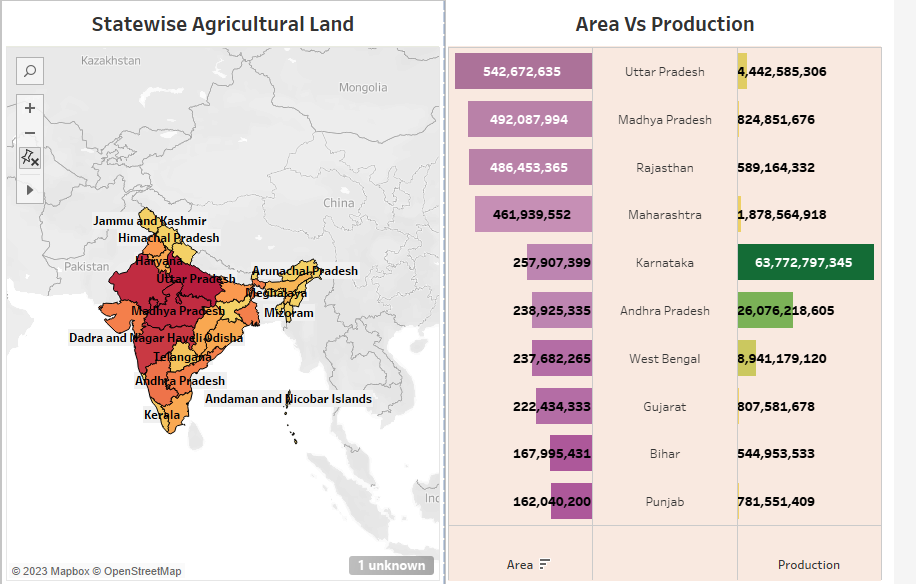 Statewise Agricultural Land
Kazakhstan
Mongolia
China
Pakistan
Jammu and Kashmir
Himachal Pradesh
Haryana
Uttar Pradesh
Arunachal Pradesh
Meghalaya
Madhya Pradesh
Mizoram
Dadra and Nagar Haveli
Odisha
Telangana
Andhra Pradesh
Andaman and Nicobar Islands
Kerala
Ind
1 unknown
© 2023 Mapbox © OpenStreetMap
Area Vs Production
542,672,635 Uttar Pradesh 4,442,585,306
492,087,994 Madhya Pradesh 824,851,676
486,453,365 Rajasthan 589,164,332
461,939,552 Maharashtra 1,878,564,918
257,907,399 Karnataka 63,772,797,345
238,925,335 Andhra Pradesh 26,076,218,605
237,682,265 West Bengal 8,941,179,120
222,434,333 Gujarat 807,581,678
167,995,431 Bihar 544,953,533
162,040,200 Punjab 781,551,409
Area Production